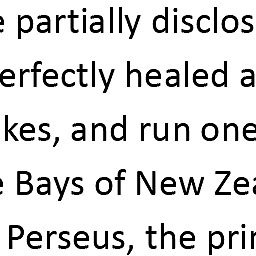 e partially disclos
erfectly healed a
kes, and run one
e Bays of New Zea
Perseus, the prin